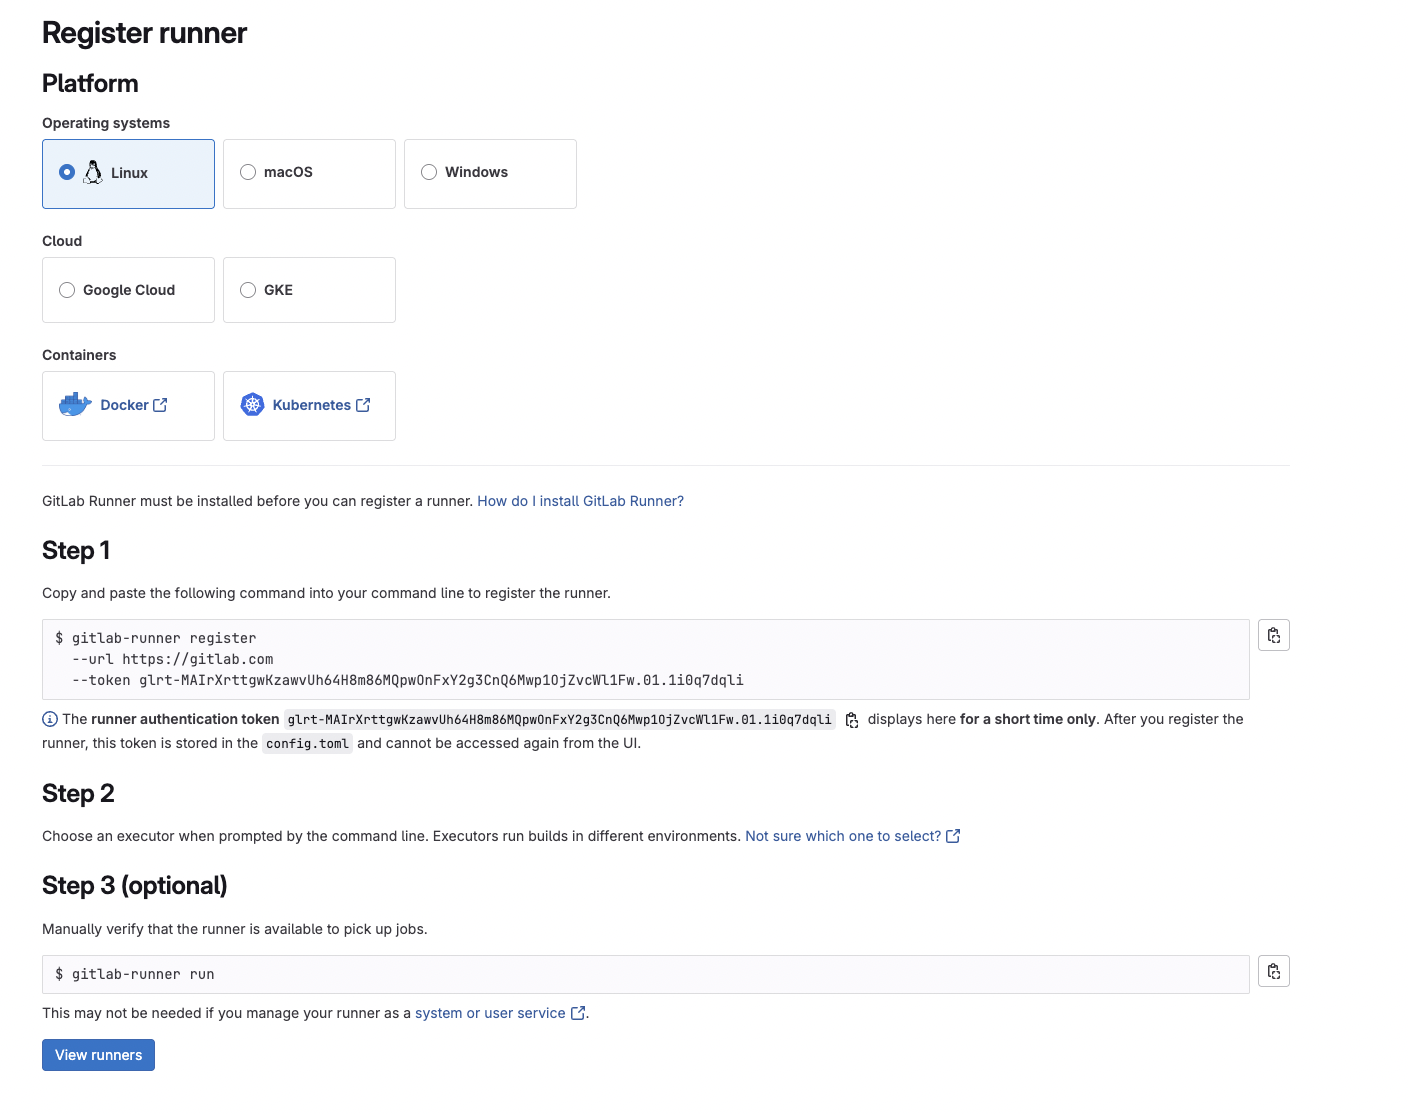 Register runner
Platform
Operating systems
Linux
macOS
Windows
Cloud
Google Cloud
GKE
Containers
Docker
Kubernetes
GitLab Runner must be installed before you can register a runner. How do I install GitLab Runner?
Step 1
Copy and paste the following command into your command line to register the runner.
$ gitlab-runner register
--url https://gitlab.com
--token glrt-MAIrXrttgwKzawvUh64H8m86MQpwOnFxY2g3CnQ6Mwp1OjZvcWl1Fw.01.1i0q7dqli
The runner authentication token glrt-MAIrXrttgwKzawvUh64H8m86MQpwOnFxY2g3CnQ6Mwp1OjZvcWl1Fw.01.1i0q7dqli displays here for a short time only. After you register the
runner, this token is stored in the config.toml and cannot be accessed again from the UI.
Step 2
Choose an executor when prompted by the command line. Executors run builds in different environments. Not sure which one to select?
Step 3 (optional)
Manually verify that the runner is available to pick up jobs.
$ gitlab-runner run
This may not be needed if you manage your runner as a system or user service.
View runners